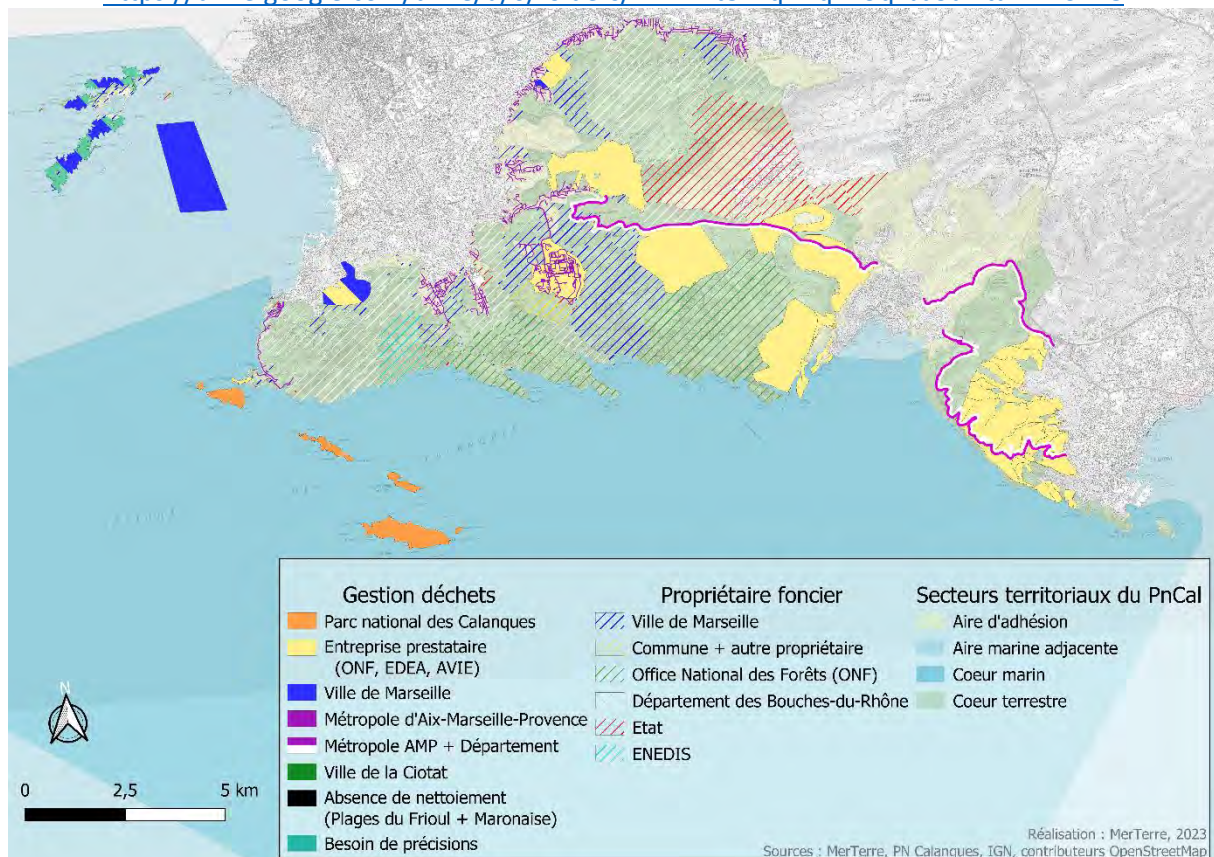 N
0
2,5
5 km
Gestion déchets
Parc national des Calanques
Entreprise prestataire
(ONF, EDEA, AVIE)
Ville de Marseille
Métropole d'Aix-Marseille-Provence
Métropole AMP + Département
Ville de la Ciotat
Absence de nettoiement
(Plages du Frioul + Maronaise)
Besoin de précisions
Propriétaire foncier
Ville de Marseille
Commune + autre propriétaire
Office National des Forêts (ONF)
Département des Bouches-du-Rhône
Etat
ENEDIS
Secteurs territoriaux du PnCal
Aire d'adhésion
Aire marine adjacente
Coeur marin
Coeur terrestre
Réalisation : MerTerre, 2023
Sources : MerTerre, PN Calanques, IGN, contributeurs OpenStreetMap